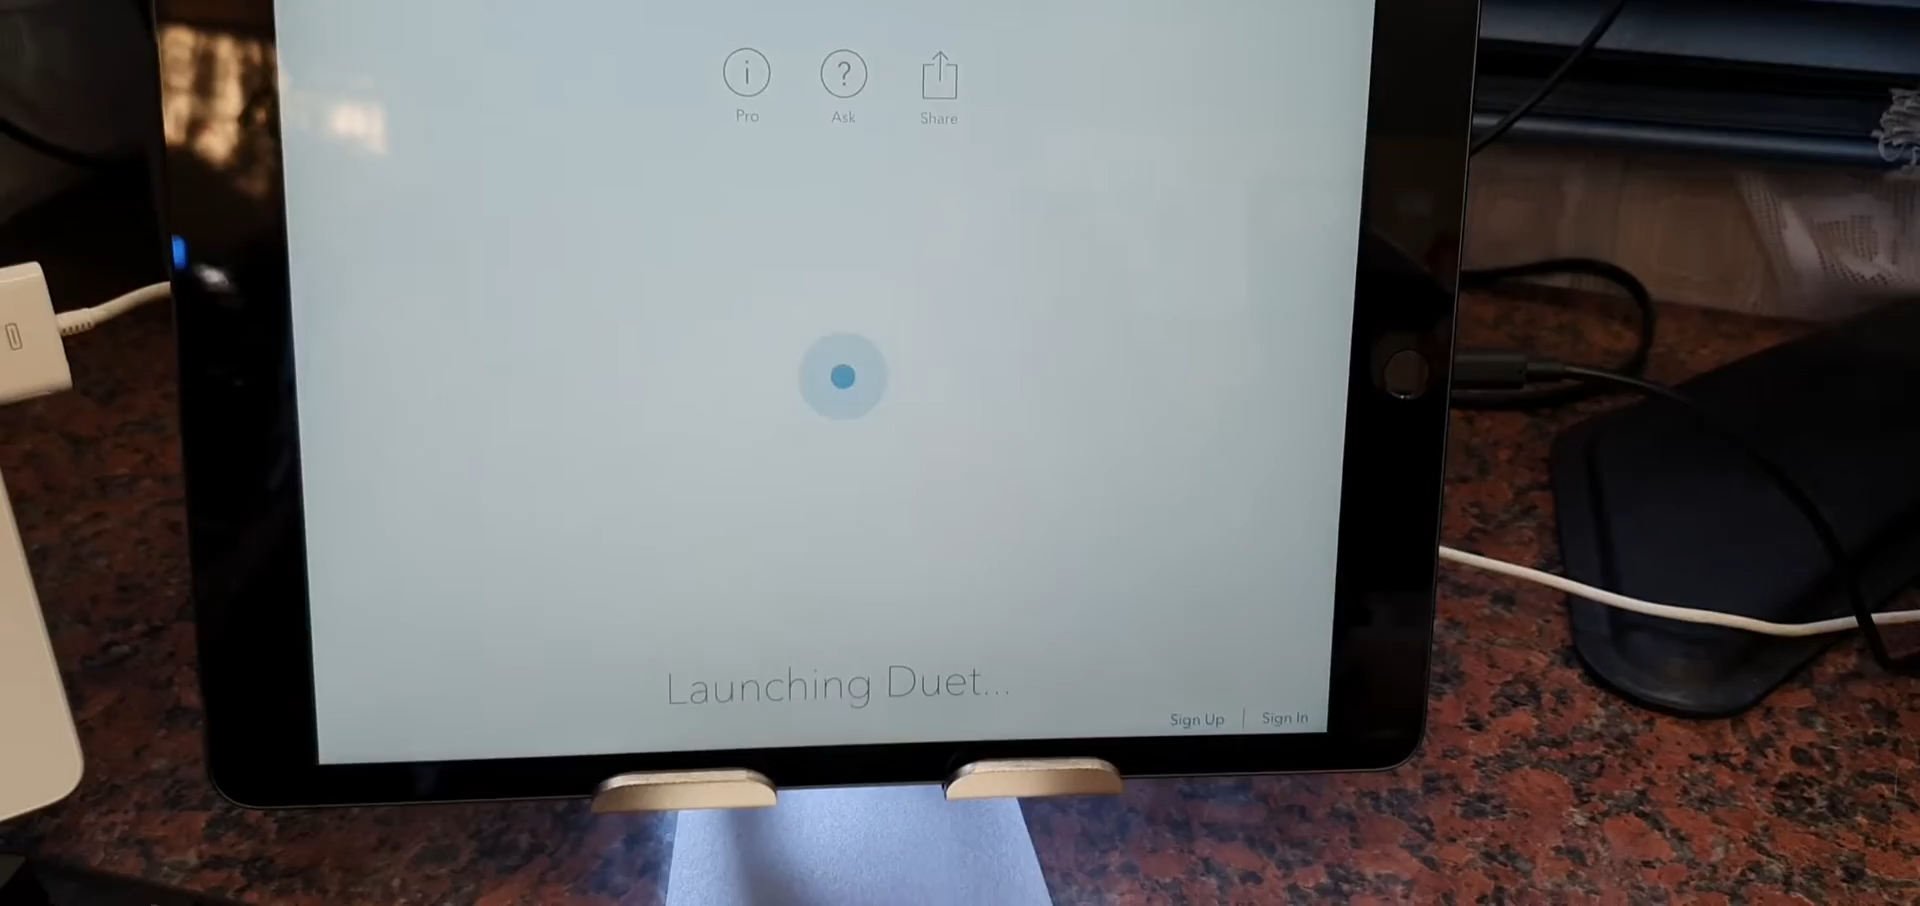 Pro
Ask
Share
Launching Duet...
Sign Up | Sign In